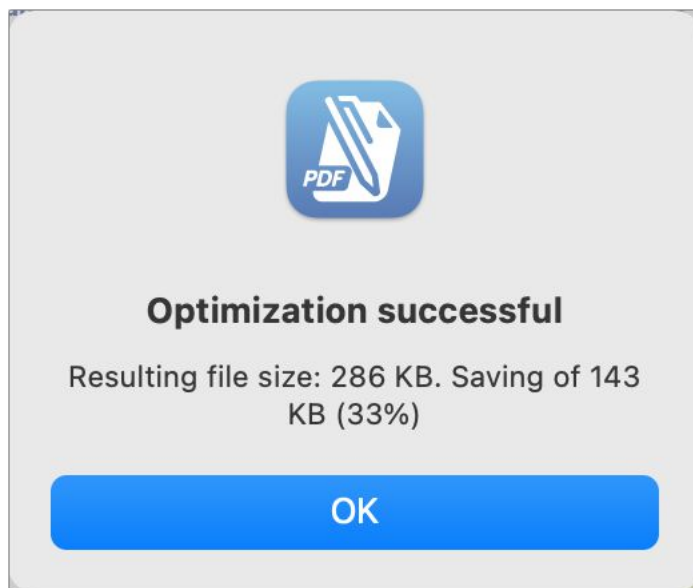 PDF
Optimization successful
Resulting file size: 286 KB. Saving of 143
KB (33%)
OK